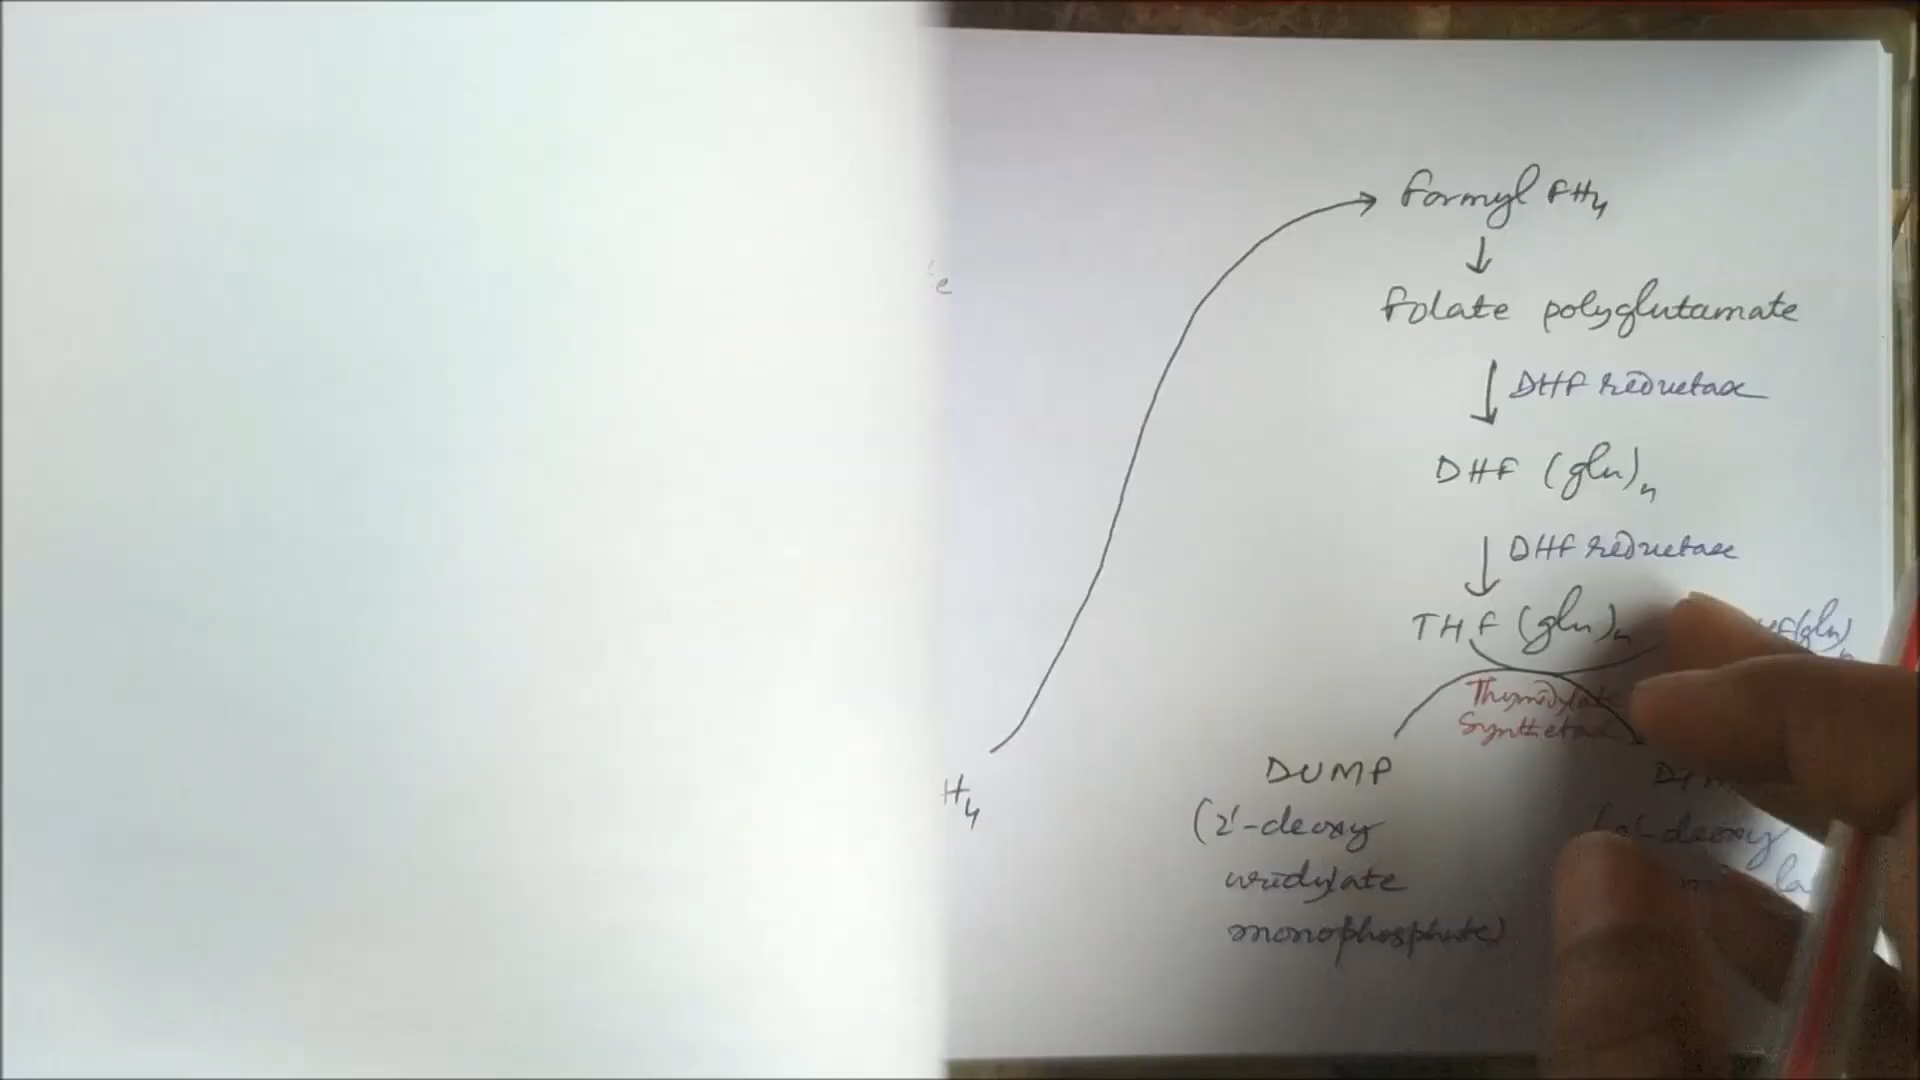 Formyl FH4
↓
Folate polyglutamate
↓ DHF reductase
DHF (glu)n
↓ DHF reductase
THF (glu)n
Thymidylate
Synthetase
H4
DUMP
(2'-deoxy
uridylate
monophosphate)
deoxy